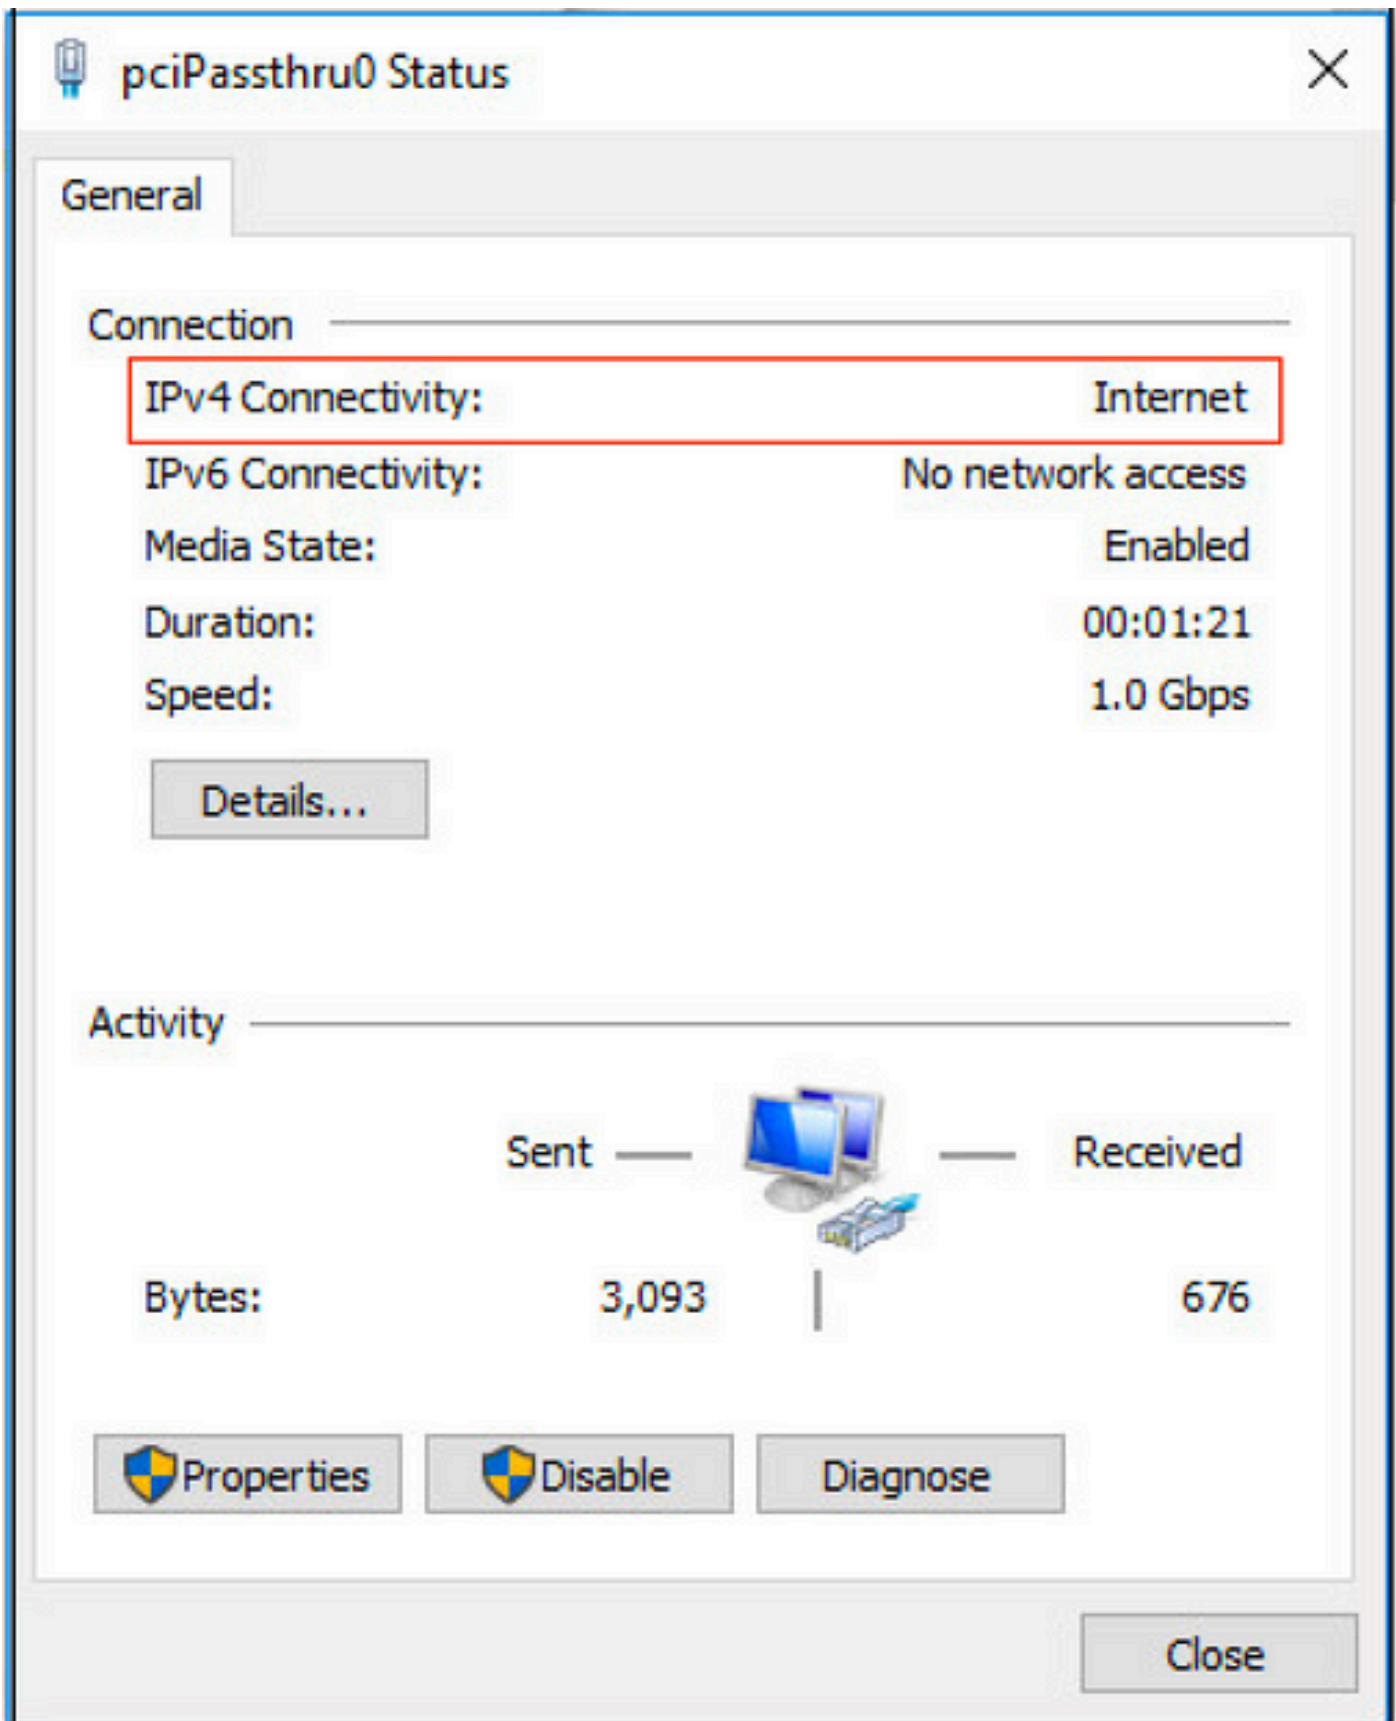 pciPassthru0 Status
General
Connection
IPv4 Connectivity: Internet
IPv6 Connectivity: No network access
Media State: Enabled
Duration: 00:01:21
Speed: 1.0 Gbps
Details...
Activity
Sent Received
Bytes: 3,093 676
Properties Disable Diagnose
Close